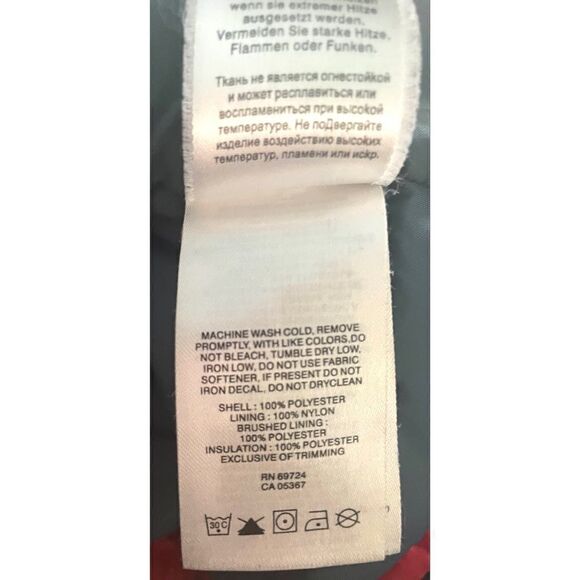 wenn sie extremer Hitze
ausgesetzt werden.
Vermeiden Sie starke Hitze,
Flammen oder Funken.
Ткань не является огнестойкой
и может расплавиться или
воспламениться при высокой
температуре. Не подвергайте
изделие воздействию высоких
температур, пламени или искр.
MACHINE WASH COLD, REMOVE
PROMPTLY, WITH LIKE COLORS,DO
NOT BLEACH, TUMBLE DRY LOW,
IRON LOW, DO NOT USE FABRIC
SOFTENER, IF PRESENT DO NOT
IRON DECAL, DO NOT DRYCLEAN
SHELL : 100% POLYESTER
LINING : 100% NYLON
BRUSHED LINING :
100% POLYESTER
INSULATION : 100% POLYESTER
EXCLUSIVE OF TRIMMING
RN 69724
CA 05367
30C